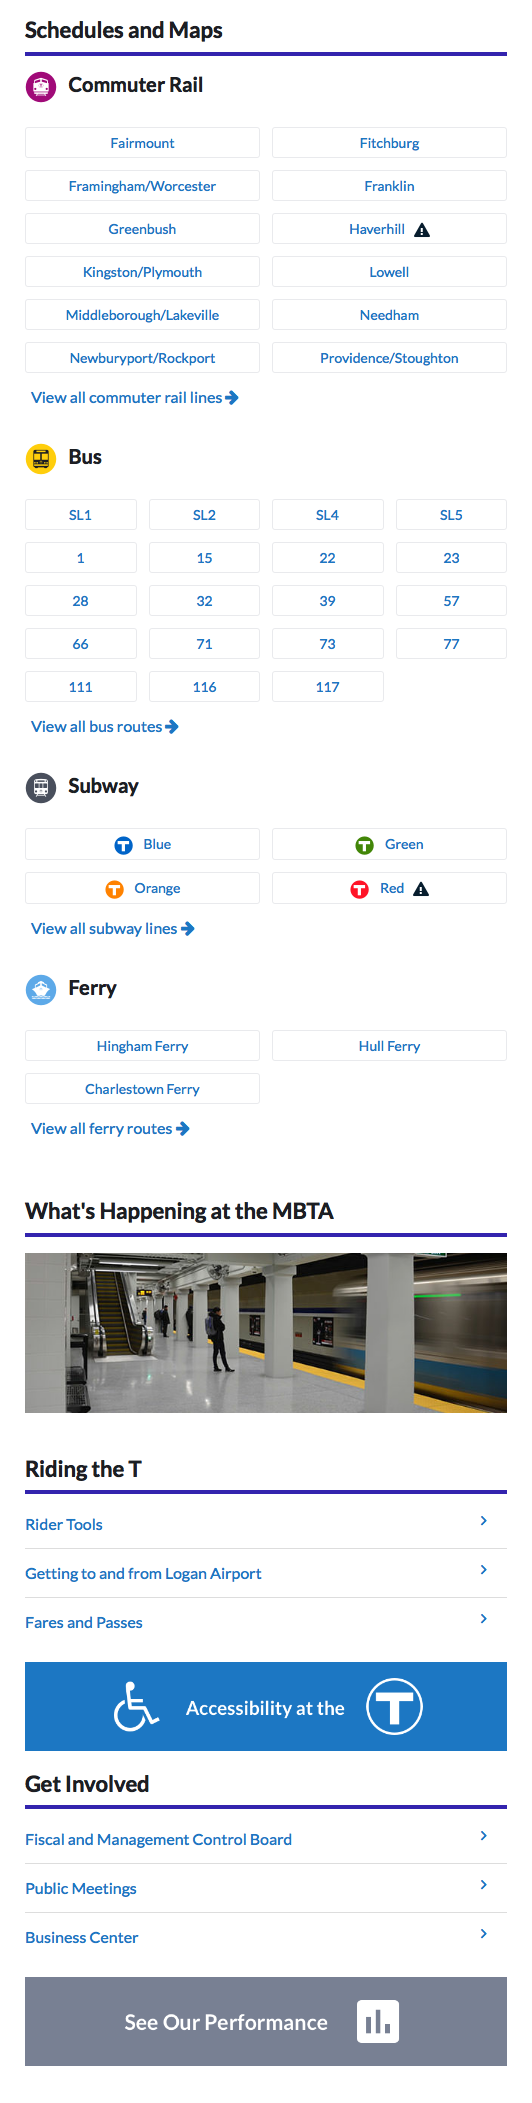 Schedules and Maps
Commuter Rail
Fairmount
Fitchburg
Framingham/Worcester
Franklin
Greenbush
Haverhill
Kingston/Plymouth
Lowell
Middleborough/Lakeville
Needham
Newburyport/Rockport
Providence/Stoughton
View all commuter rail lines
Bus
SL1 SL2 SL4 SL5
1 15 22 23
28 32 39 57
66 71 73 77
111 116 117
View all bus routes
Subway
T Blue
T Green
T Orange
T Red
View all subway lines
Ferry
Hingham Ferry
Hull Ferry
Charlestown Ferry
View all ferry routes
What's Happening at the MBTA
Riding the T
Rider Tools
Getting to and from Logan Airport
Fares and Passes
Accessibility at the T
Get Involved
Fiscal and Management Control Board
Public Meetings
Business Center
See Our Performance